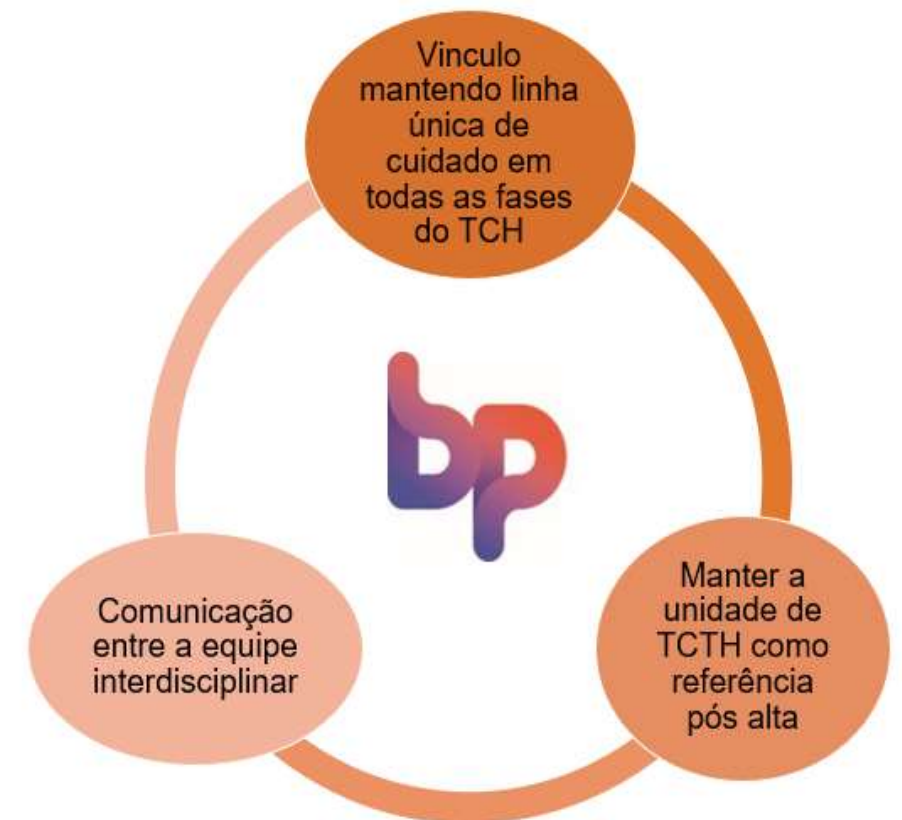 Vinculo
mantendo linha
única de
cuidado em
todas as fases
do TCH
bp
Manter a
unidade de
TCTH como
referência
pós alta
Comunicação
entre a equipe
interdisciplinar